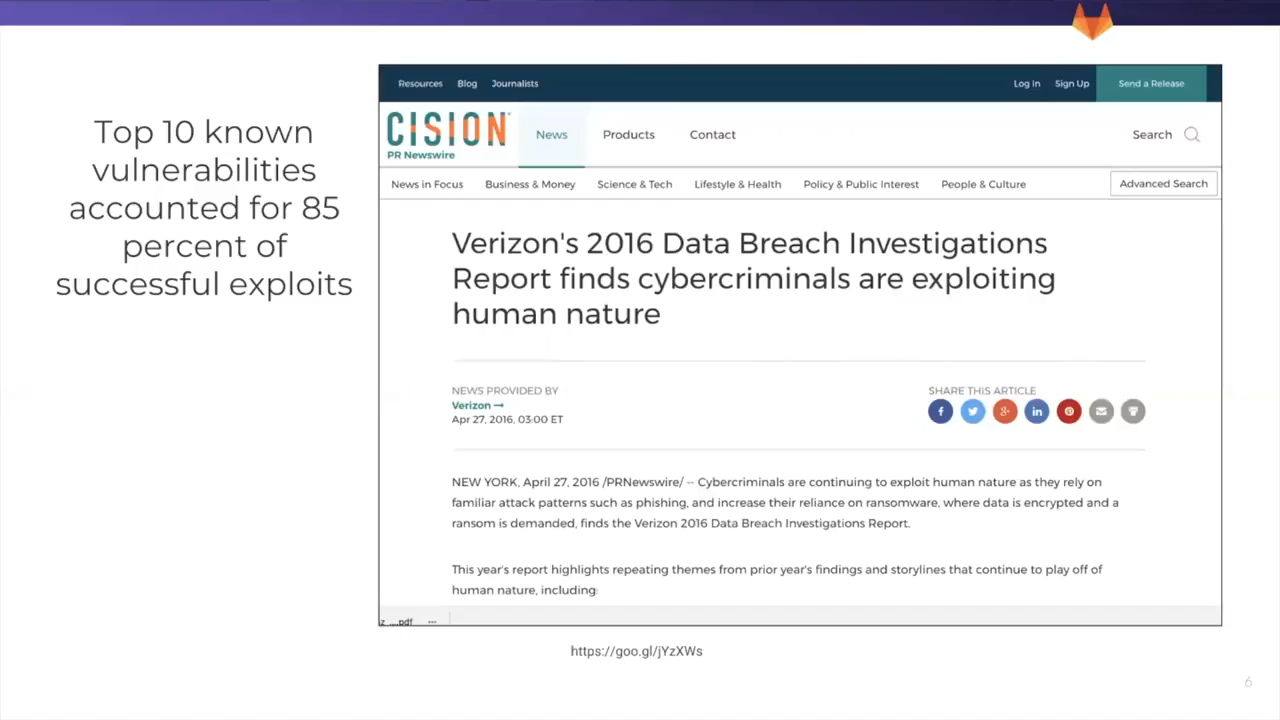 Top 10 known
vulnerabilities
accounted for 85
percent of
successful exploits
Resources Blog Journalists Log In Sign Up Send a Release
CISION
PR Newswire
News Products Contact Search
News in Focus Business & Money Science & Tech Lifestyle & Health Policy & Public Interest People & Culture Advanced Search
Verizon's 2016 Data Breach Investigations
Report finds cybercriminals are exploiting
human nature
NEWS PROVIDED BY
Verizon →
Apr 27, 2016, 03:00 ET
SHARE THIS ARTICLE
NEW YORK, April 27, 2016 /PRNewswire/ -- Cybercriminals are continuing to exploit human nature as they rely on
familiar attack patterns such as phishing, and increase their reliance on ransomware, where data is encrypted and a
ransom is demanded, finds the Verizon 2016 Data Breach Investigations Report.
This year's report highlights repeating themes from prior year's findings and storylines that continue to play off of
human nature, including:
z_....pdf ...
https://goo.gl/jYzXWs
6